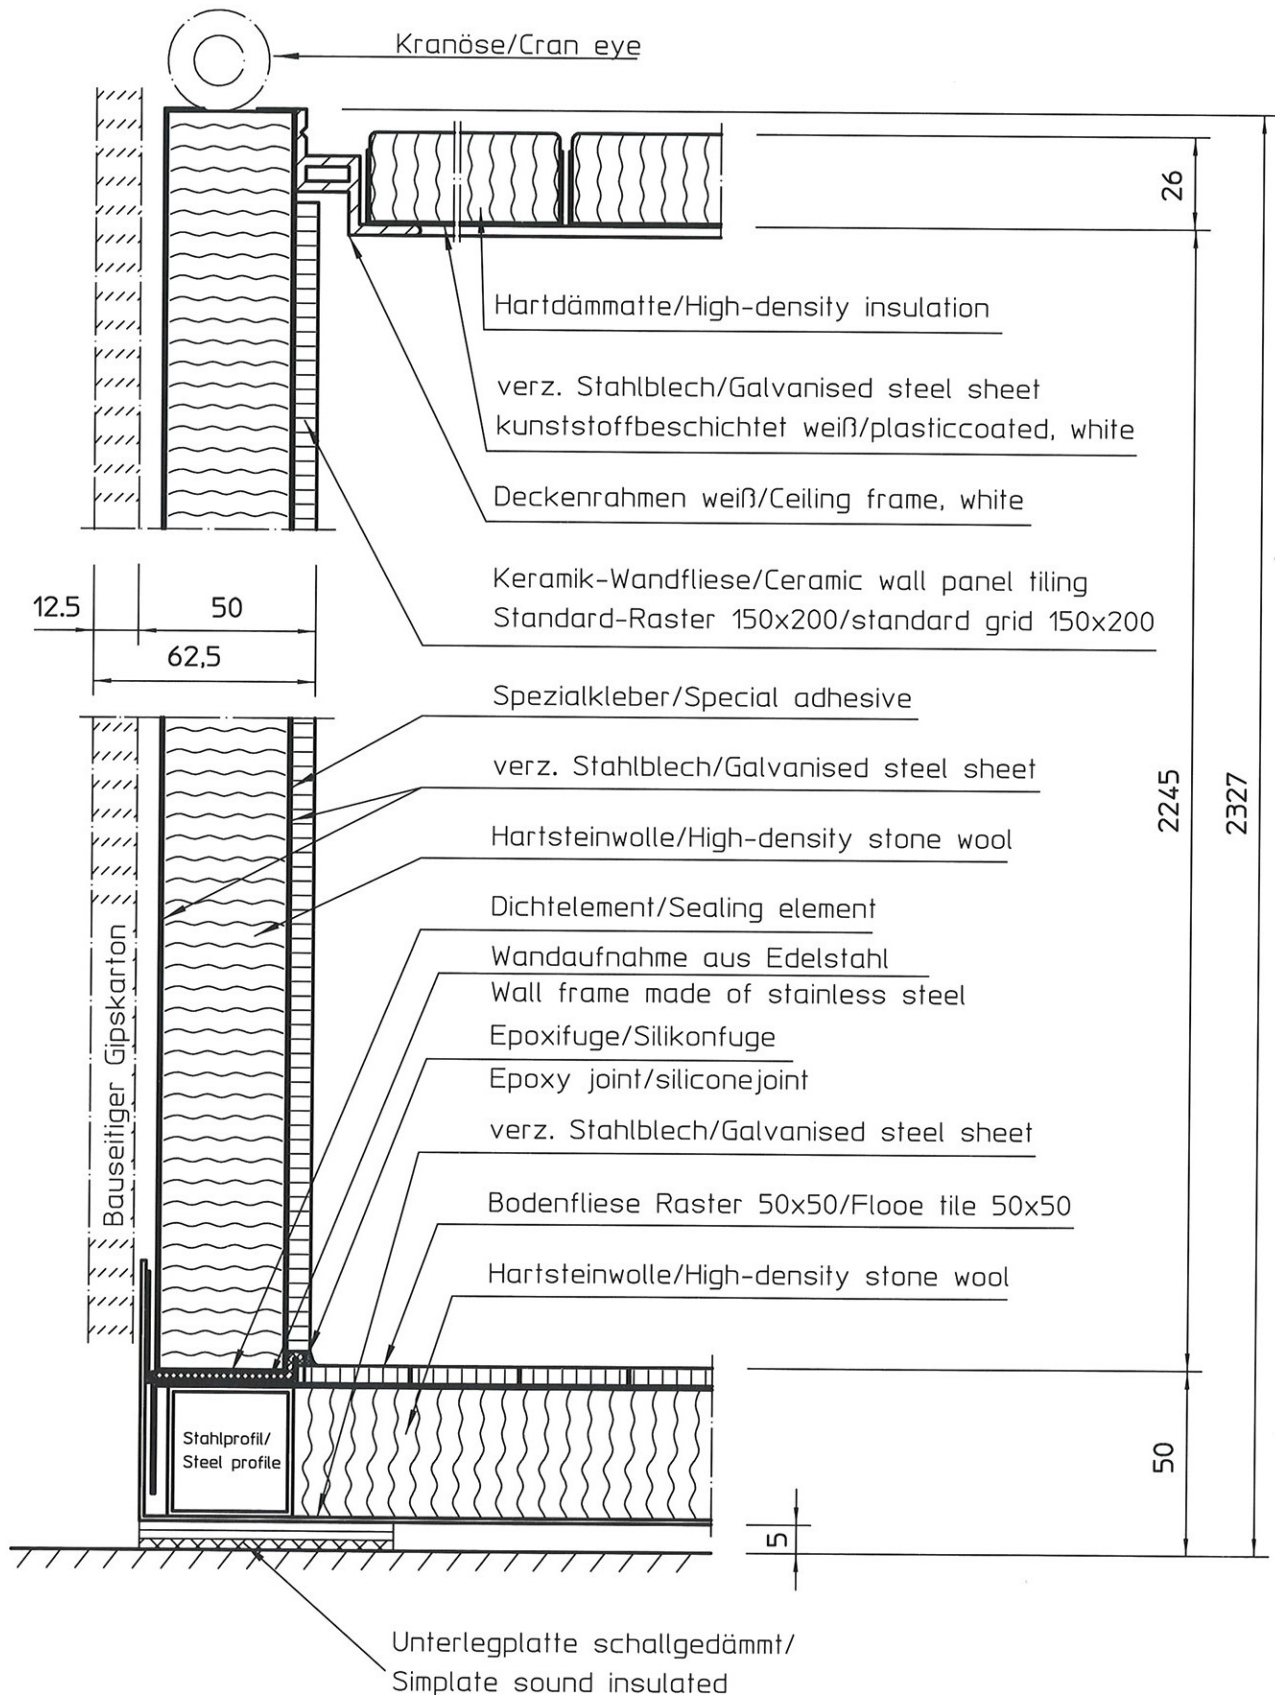 Kranöse/Cran eye
26
Hartdämmatte/High-density insulation
verz. Stahlblech/Galvanised steel sheet
kunststoffbeschichtet weiß/plasticcoated, white
Deckenrahmen weiß/Ceiling frame, white
Keramik-Wandfliese/Ceramic wall panel tiling
Standard-Raster 150x200/standard grid 150x200
12.5
50
62,5
Spezialkleber/Special adhesive
verz. Stahlblech/Galvanised steel sheet
2245
2327
Hartsteinwolle/High-density stone wool
Dichtelement/Sealing element
Wandaufnahme aus Edelstahl
Wall frame made of stainless steel
Bauseitiger Gipskarton
Epoxifuge/Silikonfuge
Epoxy joint/siliconejoint
verz. Stahlblech/Galvanised steel sheet
Bodenfliese Raster 50x50/Flooe tile 50x50
Hartsteinwolle/High-density stone wool
Stahlprofil/
Steel profile
50
5
Unterlegplatte schallgedämmt/
Simplate sound insulated